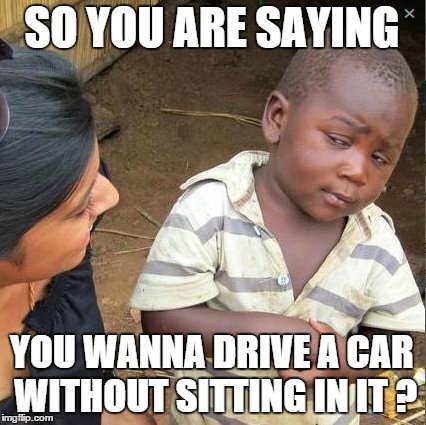 SO YOU ARE SAYING
YOU WANNA DRIVE A CAR
WITHOUT SITTING IN IT ?
imgflip.com